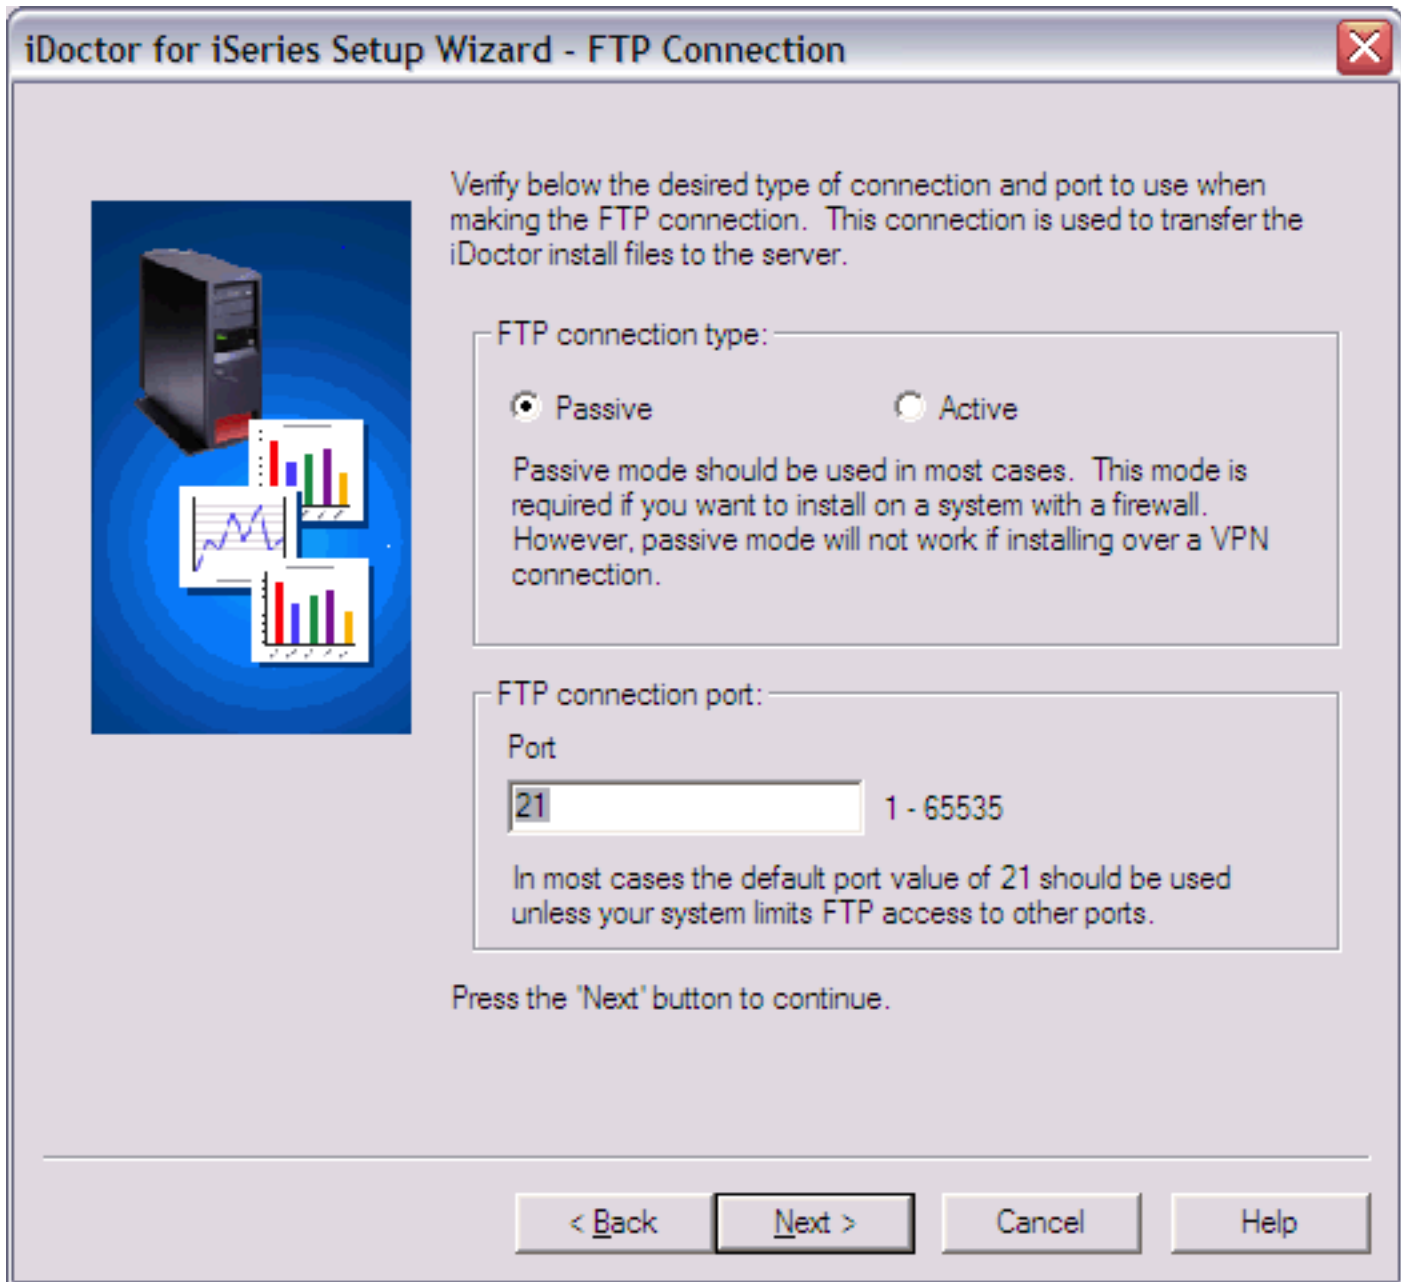 iDoctor for iSeries Setup Wizard - FTP Connection
Verify below the desired type of connection and port to use when
making the FTP connection.  This connection is used to transfer the
iDoctor install files to the server.
FTP connection type:
Passive
Active
Passive mode should be used in most cases.  This mode is
required if you want to install on a system with a firewall.
However, passive mode will not work if installing over a VPN
connection.
FTP connection port:
Port
21
1 - 65535
In most cases the default port value of 21 should be used
unless your system limits FTP access to other ports.
Press the 'Next' button to continue.
< Back
Next >
Cancel
Help